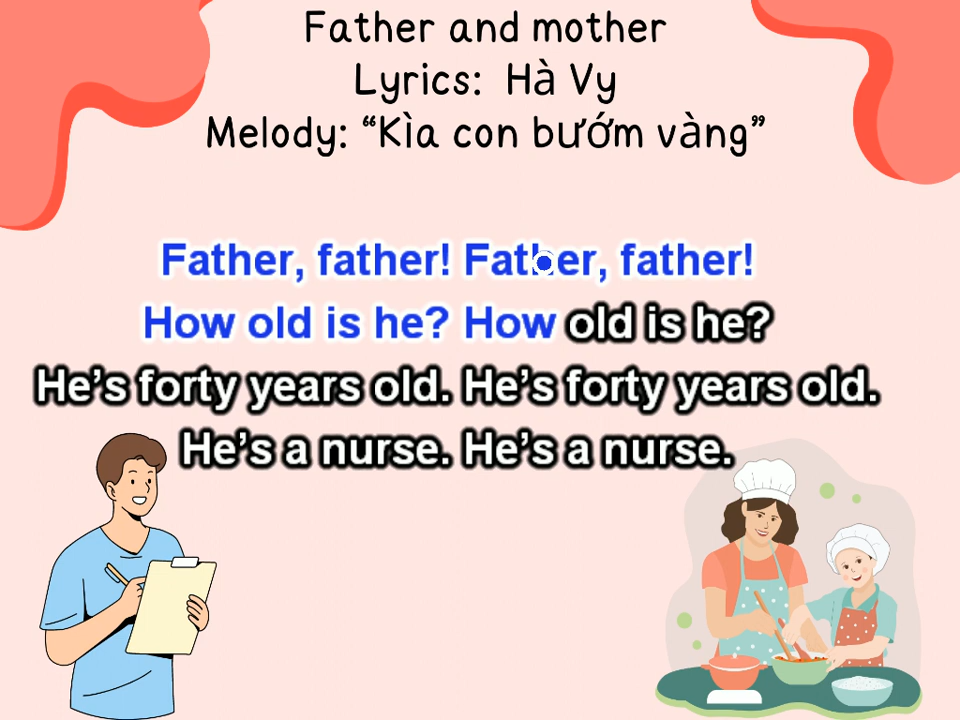 Father and mother
Lyrics: Hà Vy
Melody: “Kìa con bướm vàng”
Father, father! Father, father!
How old is he? How old is he?
He’s forty years old. He’s forty years old.
He’s a nurse. He’s a nurse.